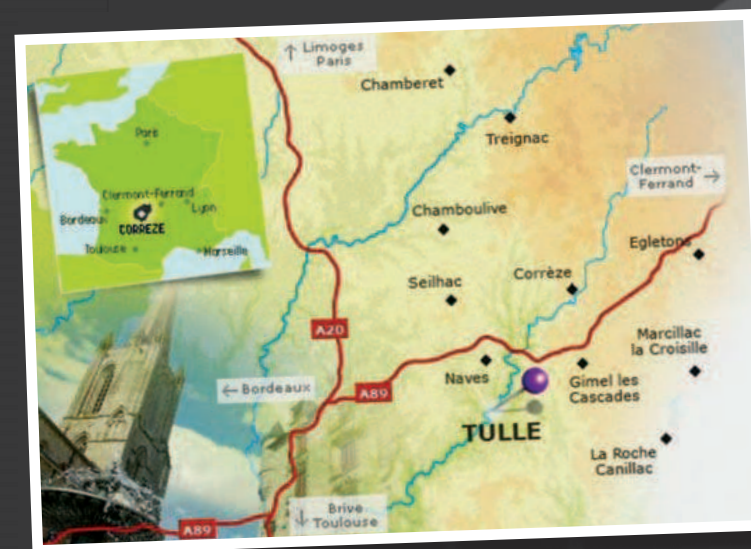 ↑ Limoges
Paris
Chamberet
Treignac
Clermont-
Ferrand →
Paris
Clermont-Ferrand
Bordeaux
Lyon
CORREZE
Toulouse
Marseille
Chamboulive
Egletons
Seilhac
Corrèze
A20
Marcillac
la Croisille
← Bordeaux
A89
Naves
Gimel les
Cascades
TULLE
La Roche
Canillac
↓ Brive
Toulouse
A89